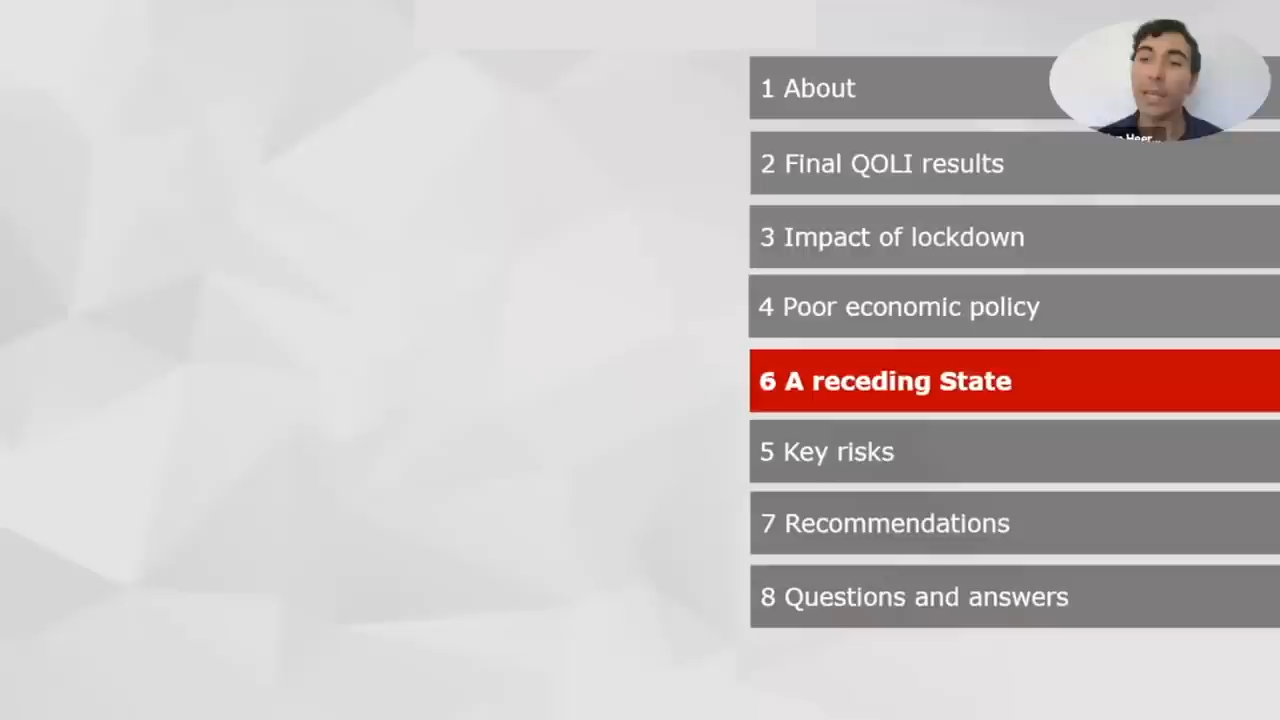 1 About
Heer...
2 Final QOLI results
3 Impact of lockdown
4 Poor economic policy
6 A receding State
5 Key risks
7 Recommendations
8 Questions and answers